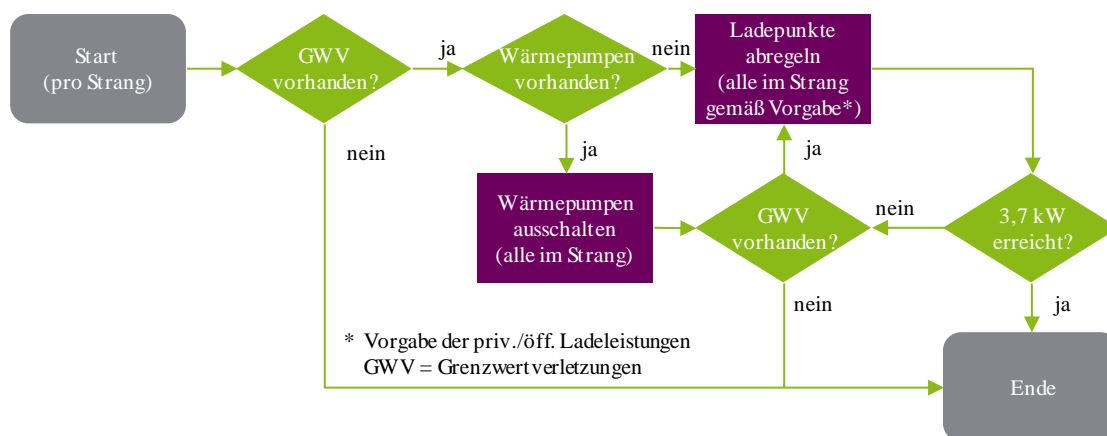 Start
(pro Strang)
GWV
vorhanden?
ja
Wärmepumpen
vorhanden?
nein
Ladepunkte
abregeln
(alle im Strang
gemäß Vorgabe*)
nein
ja
ja
Wärmepumpen
ausschalten
(alle im Strang)
GWV
vorhanden?
nein
3,7 kW
erreicht?
nein
ja
* Vorgabe der priv./öff. Ladeleistungen
GWV = Grenzwertverletzungen
Ende